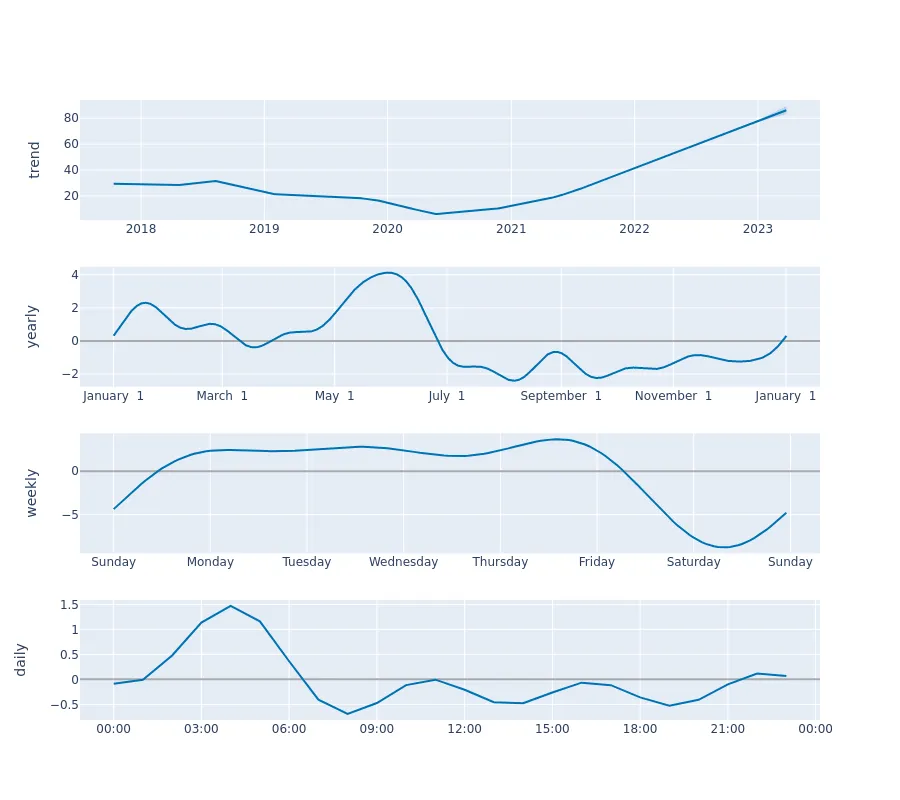 trend
80
60
40
20
2018 2019 2020 2021 2022 2023
yearly
4
2
0
−2
January 1 March 1 May 1 July 1 September 1 November 1 January 1
weekly
0
−5
Sunday Monday Tuesday Wednesday Thursday Friday Saturday Sunday
daily
1.5
1
0.5
0
−0.5
00:00 03:00 06:00 09:00 12:00 15:00 18:00 21:00 00:00